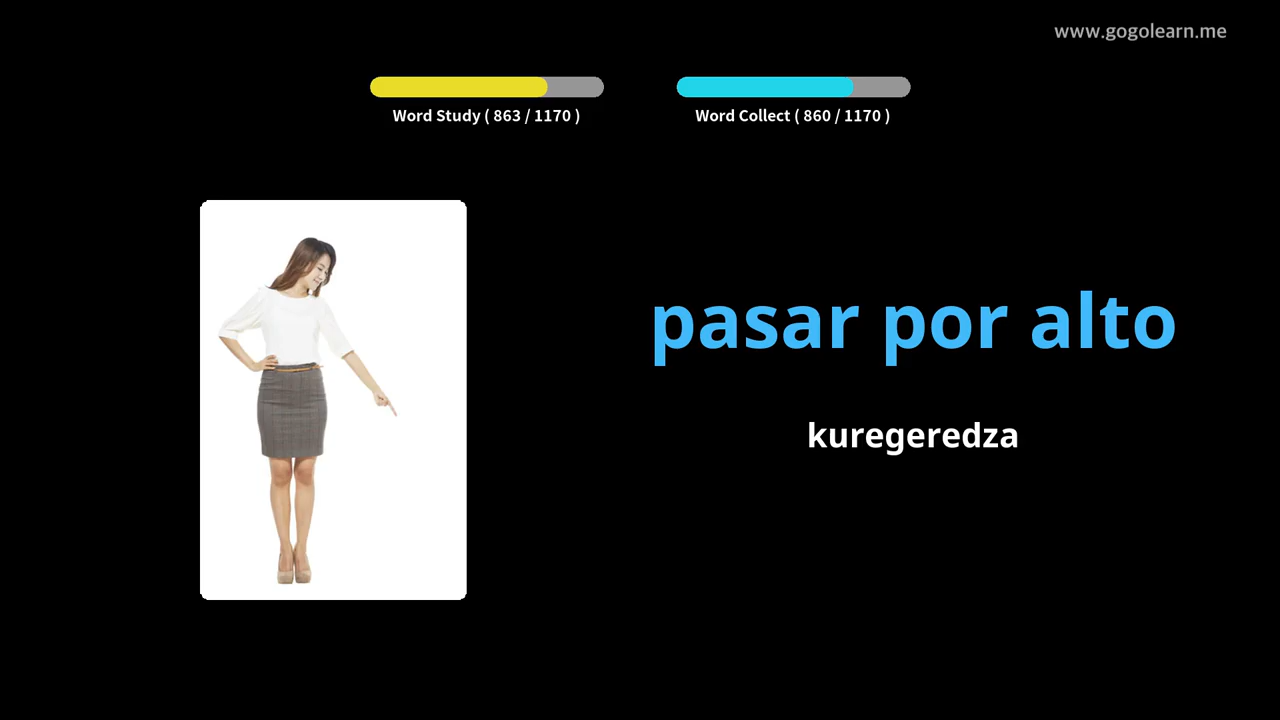 www.gogolearn.me
Word Study ( 863 / 1170 )
Word Collect ( 860 / 1170 )
pasar por alto
kuregeredza